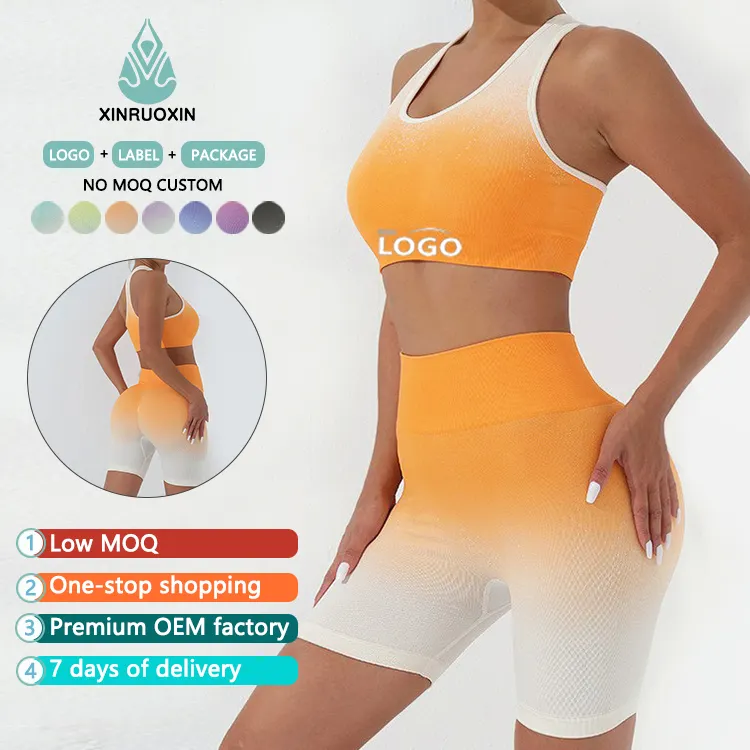 XINRUOXIN
LOGO + LABEL + PACKAGE
NO MOQ CUSTOM
LOGO
1 Low MOQ
2 One-stop shopping
3 Premium OEM factory
4 7 days of delivery